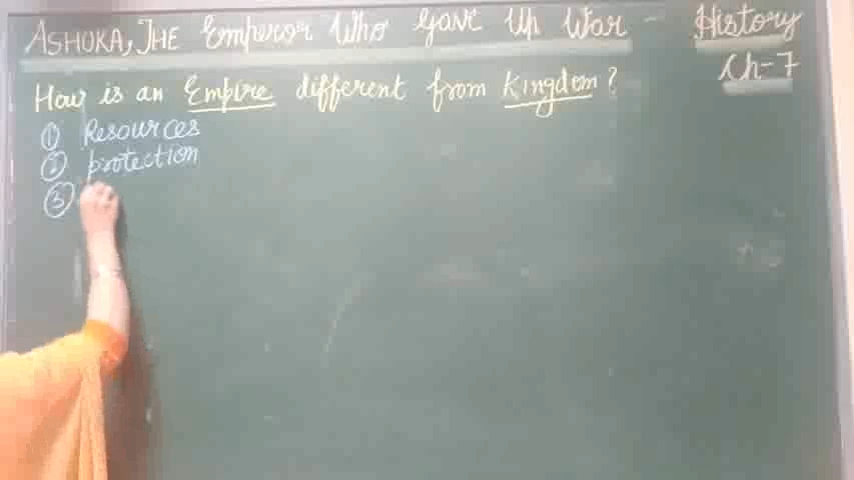 ASHOKA, THE Emperor Who Gave Up War - History
Ch-7
How is an Empire different from Kingdom?
① Resources
② protection
③